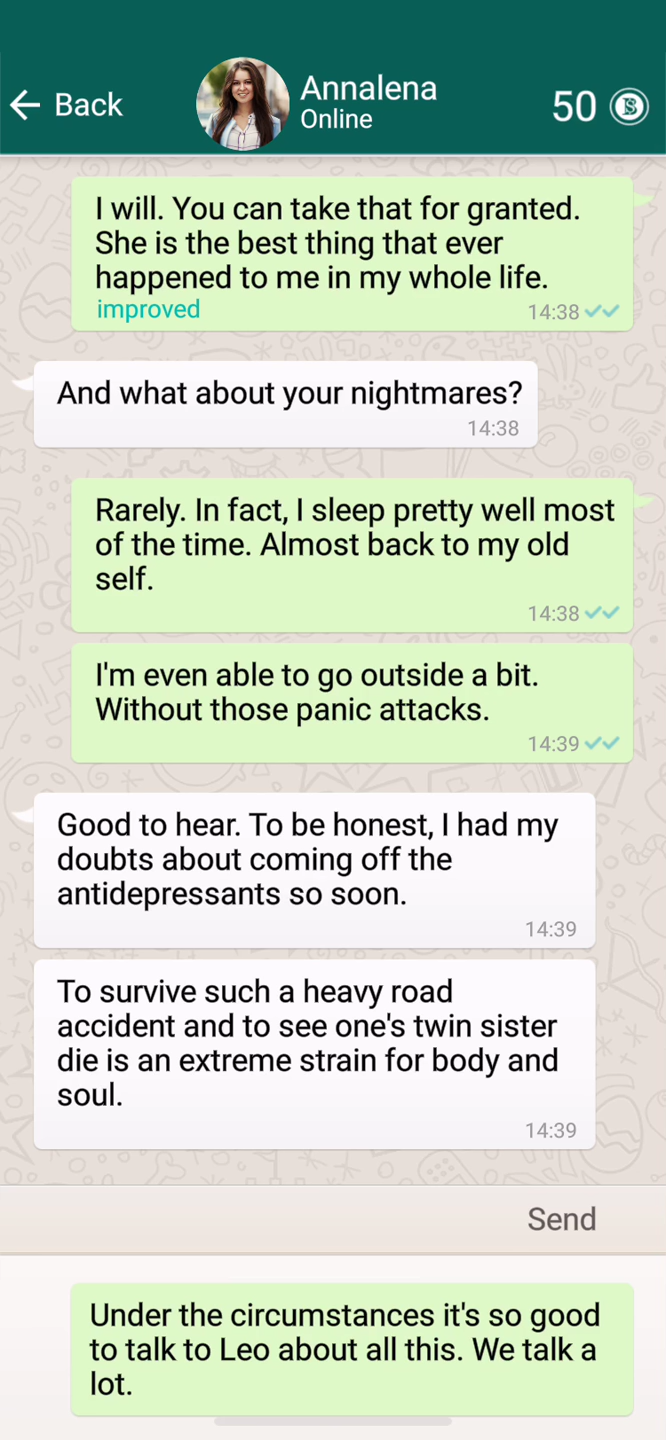 Back
Annalena
Online
50
I will. You can take that for granted.
She is the best thing that ever
happened to me in my whole life.
improved
14:38
And what about your nightmares?
14:38
Rarely. In fact, I sleep pretty well most
of the time. Almost back to my old
self.
14:38
I'm even able to go outside a bit.
Without those panic attacks.
14:39
Good to hear. To be honest, I had my
doubts about coming off the
antidepressants so soon.
14:39
To survive such a heavy road
accident and to see one's twin sister
die is an extreme strain for body and
soul.
14:39
Send
Under the circumstances it's so good
to talk to Leo about all this. We talk a
lot.